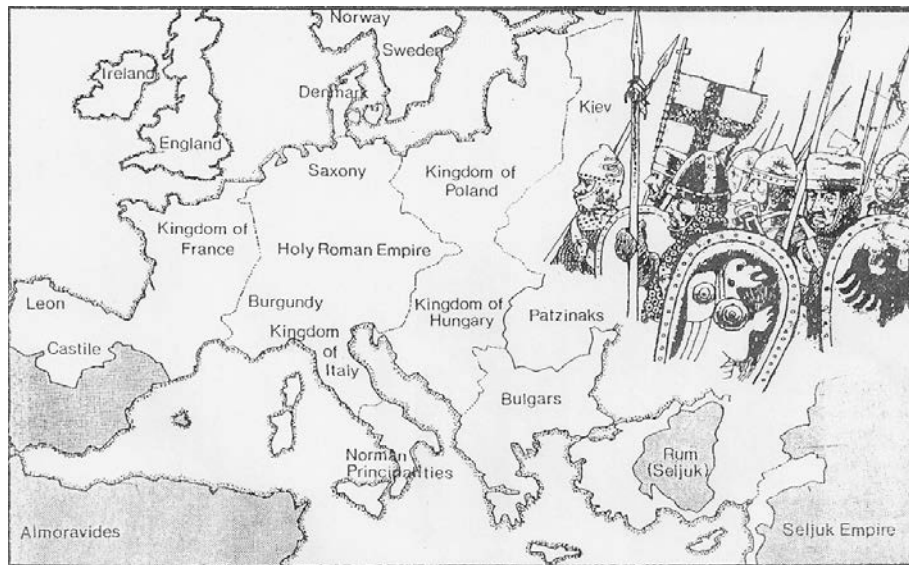 Norway
Sweden
Ireland
Denmark
Kiev
England
Saxony
Kingdom of
Poland
Kingdom of
France
Holy Roman Empire
Leon
Burgundy
Kingdom of
Hungary
Patzinaks
Castile
Kingdom
of
Italy
Bulgars
Norman
Principalities
Rum
(Seljuk)
Almoravides
Seljuk Empire